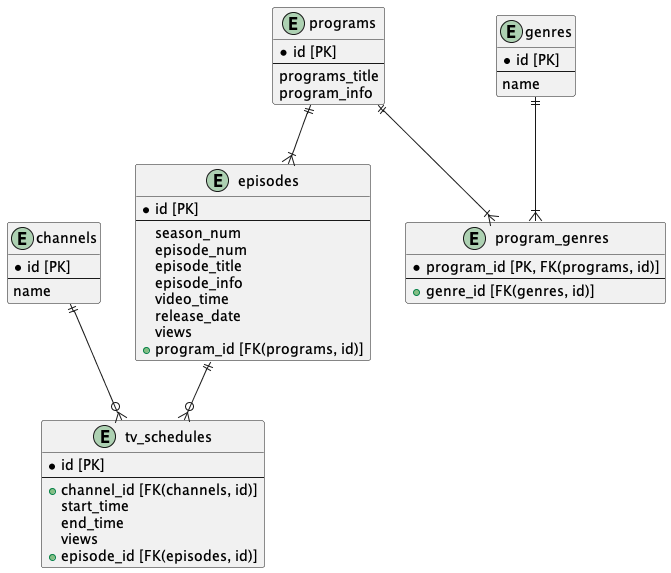 E programs
* id [PK]
programs_title
program_info
E genres
* id [PK]
name
E episodes
* id [PK]
season_num
episode_num
episode_title
episode_info
video_time
release_date
views
program_id [FK(programs, id)]
E channels
* id [PK]
name
E program_genres
* program_id [PK, FK(programs, id)]
genre_id [FK(genres, id)]
E tv_schedules
* id [PK]
channel_id [FK(channels, id)]
start_time
end_time
views
episode_id [FK(episodes, id)]